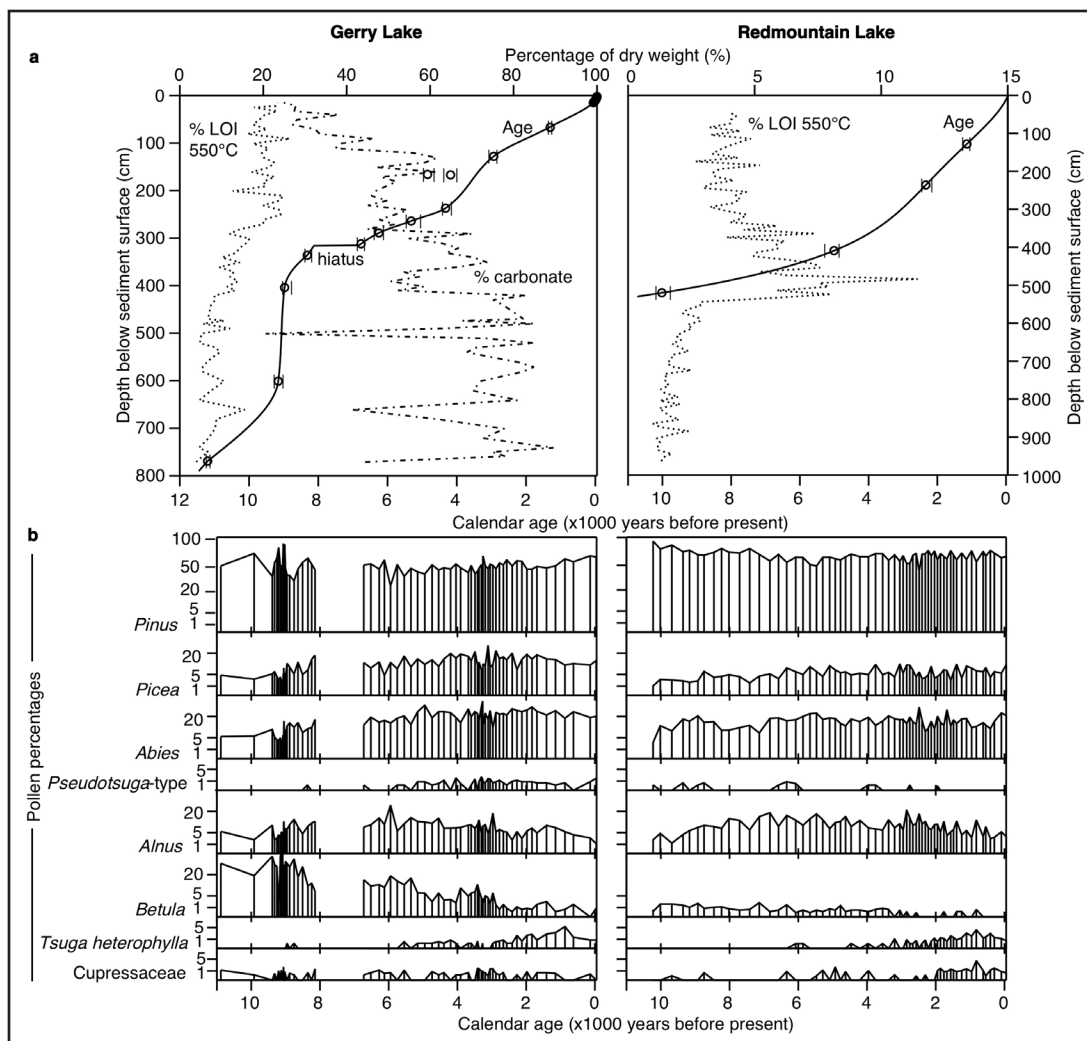 Gerry Lake
Redmountain Lake
a
Percentage of dry weight (%)
0 20 40 60 80 100
0 5 10 15
Depth below sediment surface (cm)
0
100
200
300
400
500
600
700
800
% LOI
550°C
Age
hiatus
% carbonate
12 10 8 6 4 2 0
% LOI 550°C
Age
0
100
200
300
400
500
600
700
800
900
1000
Depth below sediment surface (cm)
10 8 6 4 2 0
Calendar age (x1000 years before present)
b
Pollen percentages
100
50
20
5
1
Pinus
20
5
1
Picea
20
5
1
Abies
5
1
Pseudotsuga-type
20
5
1
Alnus
20
5
1
Betula
5
1
Tsuga heterophylla
5
1
Cupressaceae
10 8 6 4 2 0
10 8 6 4 2 0
Calendar age (x1000 years before present)